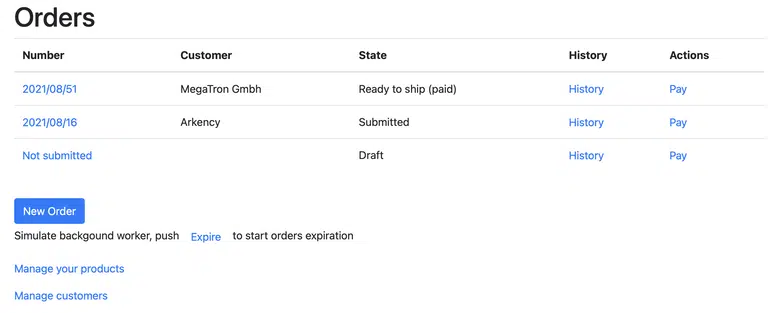 Orders
Number Customer State History Actions
2021/08/51 MegaTron Gmbh Ready to ship (paid) History Pay
2021/08/16 Arkency Submitted History Pay
Not submitted Draft History Pay
New Order
Simulate backgound worker, push Expire to start orders expiration
Manage your products
Manage customers